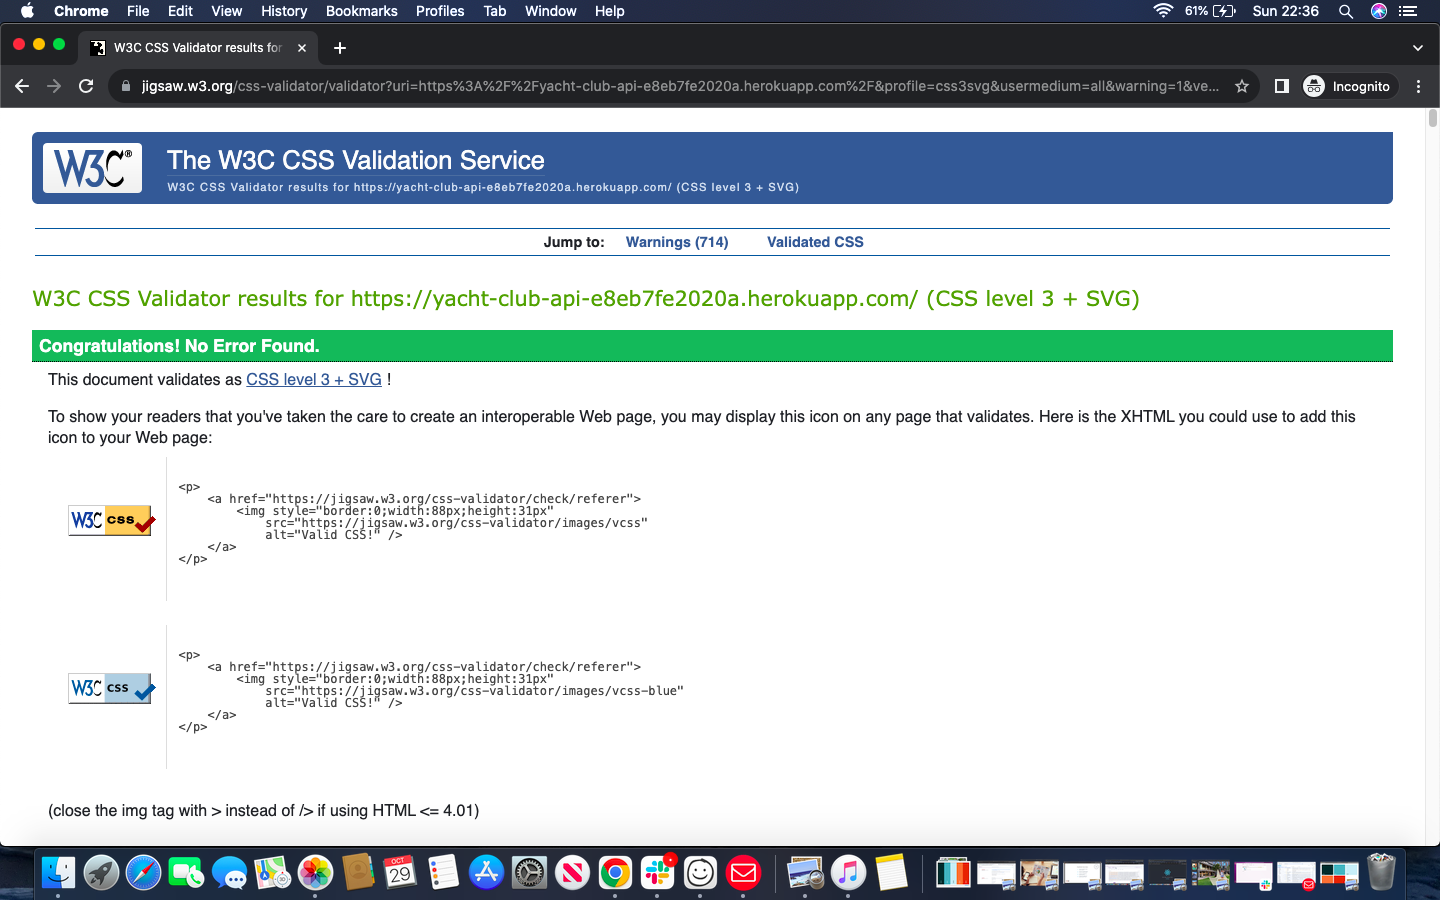 Chrome File Edit View History Bookmarks Profiles Tab Window Help 61% Sun 22:36
W3C CSS Validator results for
jigsaw.w3.org/css-validator/validator?uri=https%3A%2F%2Fyacht-club-api-e8eb7fe2020a.herokuapp.com%2F&profile=css3svg&usermedium=all&warning=1&ve... Incognito
W3C® The W3C CSS Validation Service
W3C CSS Validator results for https://yacht-club-api-e8eb7fe2020a.herokuapp.com/ (CSS level 3 + SVG)
Jump to: Warnings (714) Validated CSS
W3C CSS Validator results for https://yacht-club-api-e8eb7fe2020a.herokuapp.com/ (CSS level 3 + SVG)
Congratulations! No Error Found.
This document validates as CSS level 3 + SVG !
To show your readers that you've taken the care to create an interoperable Web page, you may display this icon on any page that validates. Here is the XHTML you could use to add this
icon to your Web page:
<p>
<a href="https://jigsaw.w3.org/css-validator/check/referer">
<img style="border:0;width:88px;height:31px"
W3C css
src="https://jigsaw.w3.org/css-validator/images/vcss"
alt="Valid CSS!" />
</a>
</p>
<p>
<a href="https://jigsaw.w3.org/css-validator/check/referer">
<img style="border:0;width:88px;height:31px"
W3C css
src="https://jigsaw.w3.org/css-validator/images/vcss-blue"
alt="Valid CSS!" />
</a>
</p>
(close the img tag with > instead of /> if using HTML <= 4.01)
OCT
29